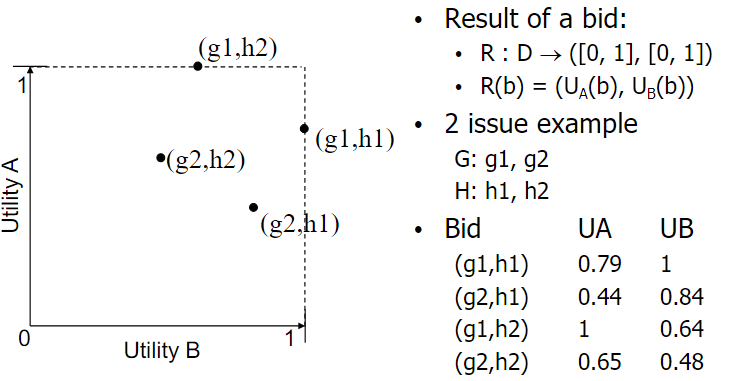 (g1,h2)
1
(g1,h1)
(g2,h2)
(g2,h1)
Utility A
0
Utility B
1
• Result of a bid:
• R : D → ([0, 1], [0, 1])
• R(b) = (U_A(b), U_B(b))
• 2 issue example
G: g1, g2
H: h1, h2
• Bid UA UB
(g1,h1) 0.79 1
(g2,h1) 0.44 0.84
(g1,h2) 1 0.64
(g2,h2) 0.65 0.48